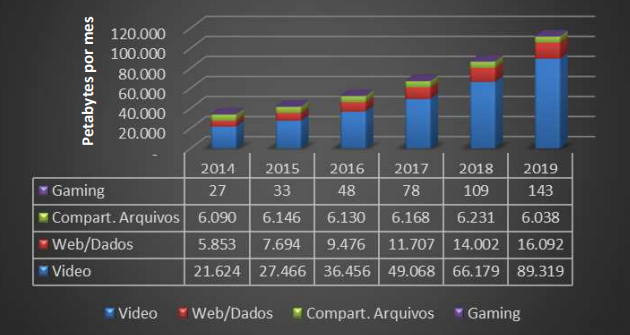 Petabytes por mes
120.000
100.000
80.000
60.000
40.000
20.000
-
2014 2015 2016 2017 2018 2019
Gaming 27 33 48 78 109 143
Compart. Arquivos 6.090 6.146 6.130 6.168 6.231 6.038
Web/Dados 5.853 7.694 9.476 11.707 14.002 16.092
Video 21.624 27.466 36.456 49.068 66.179 89.319
Video Web/Dados Compart. Arquivos Gaming